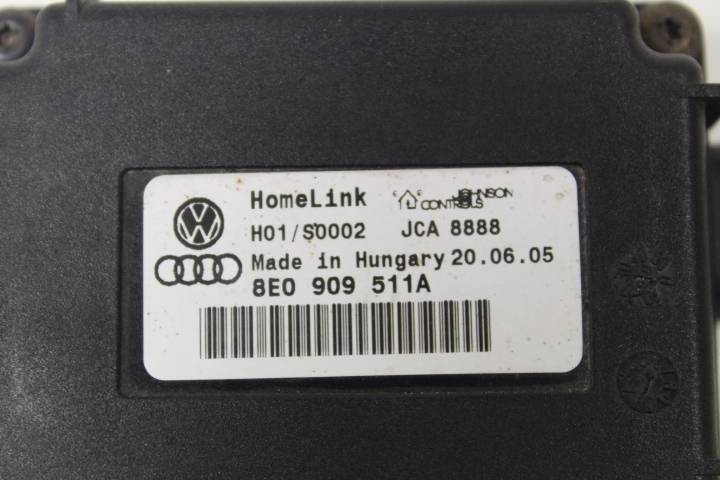 HomeLink JOHNSON
CONTROLS
H01/S0002 JCA 8888
Made in Hungary 20.06.05
8E0 909 511A